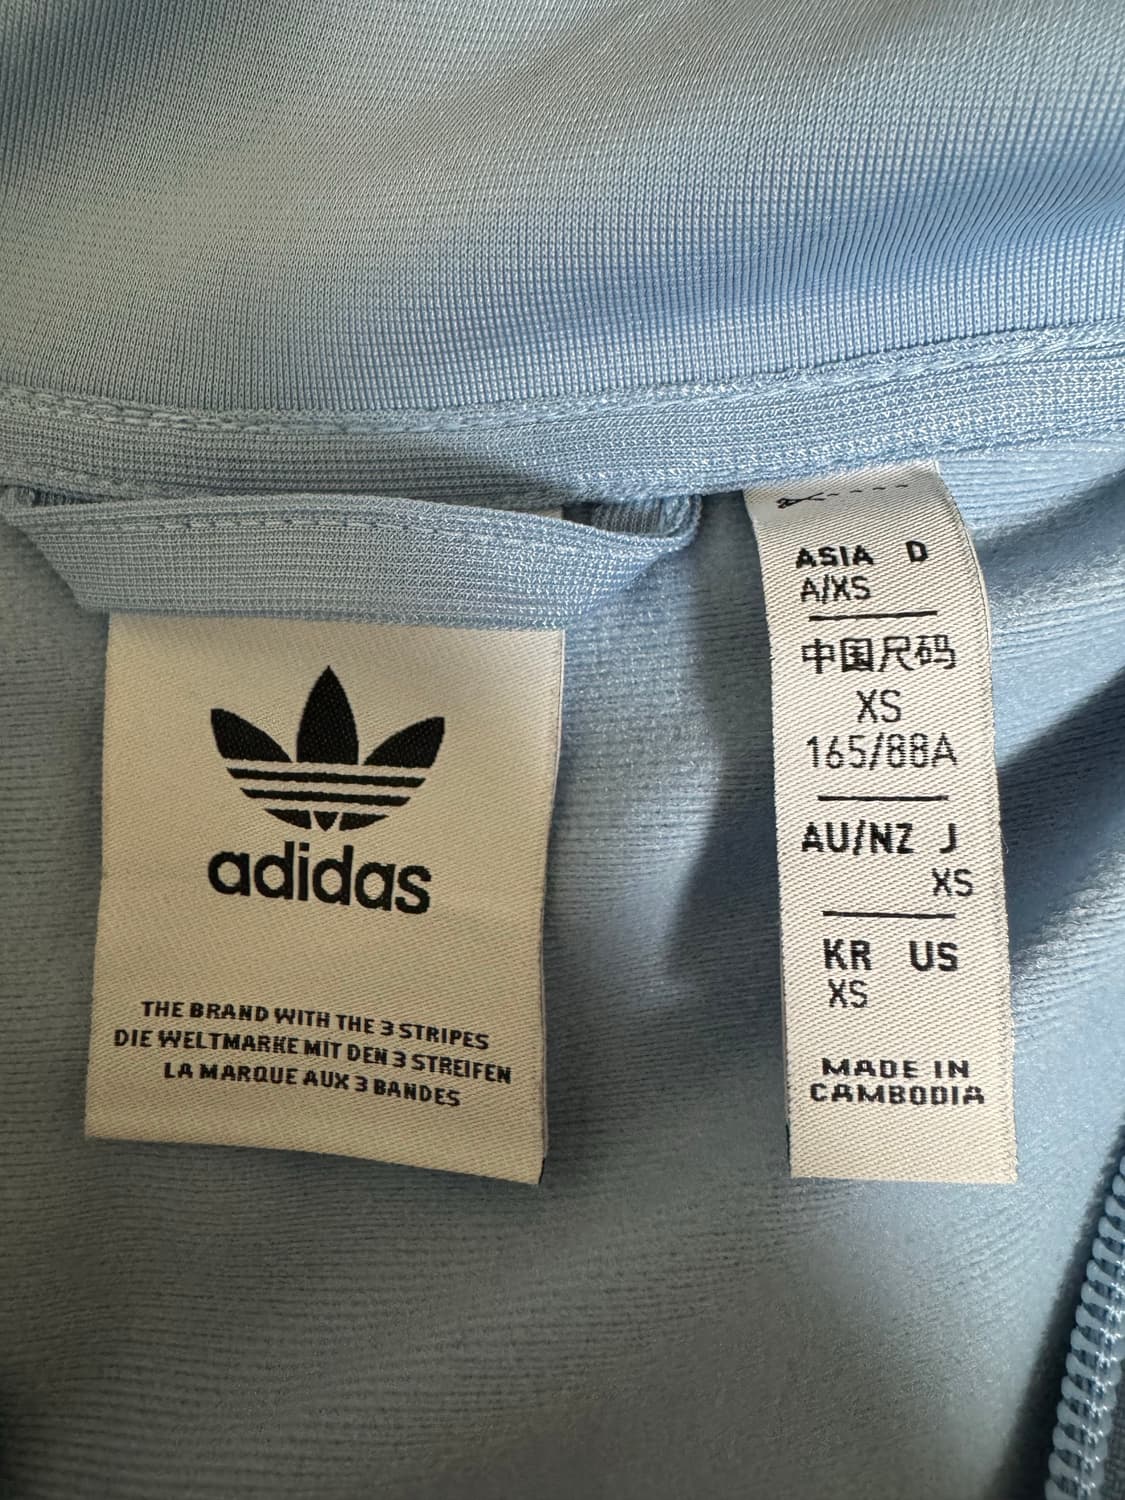 adidas
THE BRAND WITH THE 3 STRIPES
DIE WELTMARKE MIT DEN 3 STREIFEN
LA MARQUE AUX 3 BANDES
ASIA D
A/XS
中国尺码
XS
165/88A
AU/NZ J
XS
KR US
XS
MADE IN
CAMBODIA